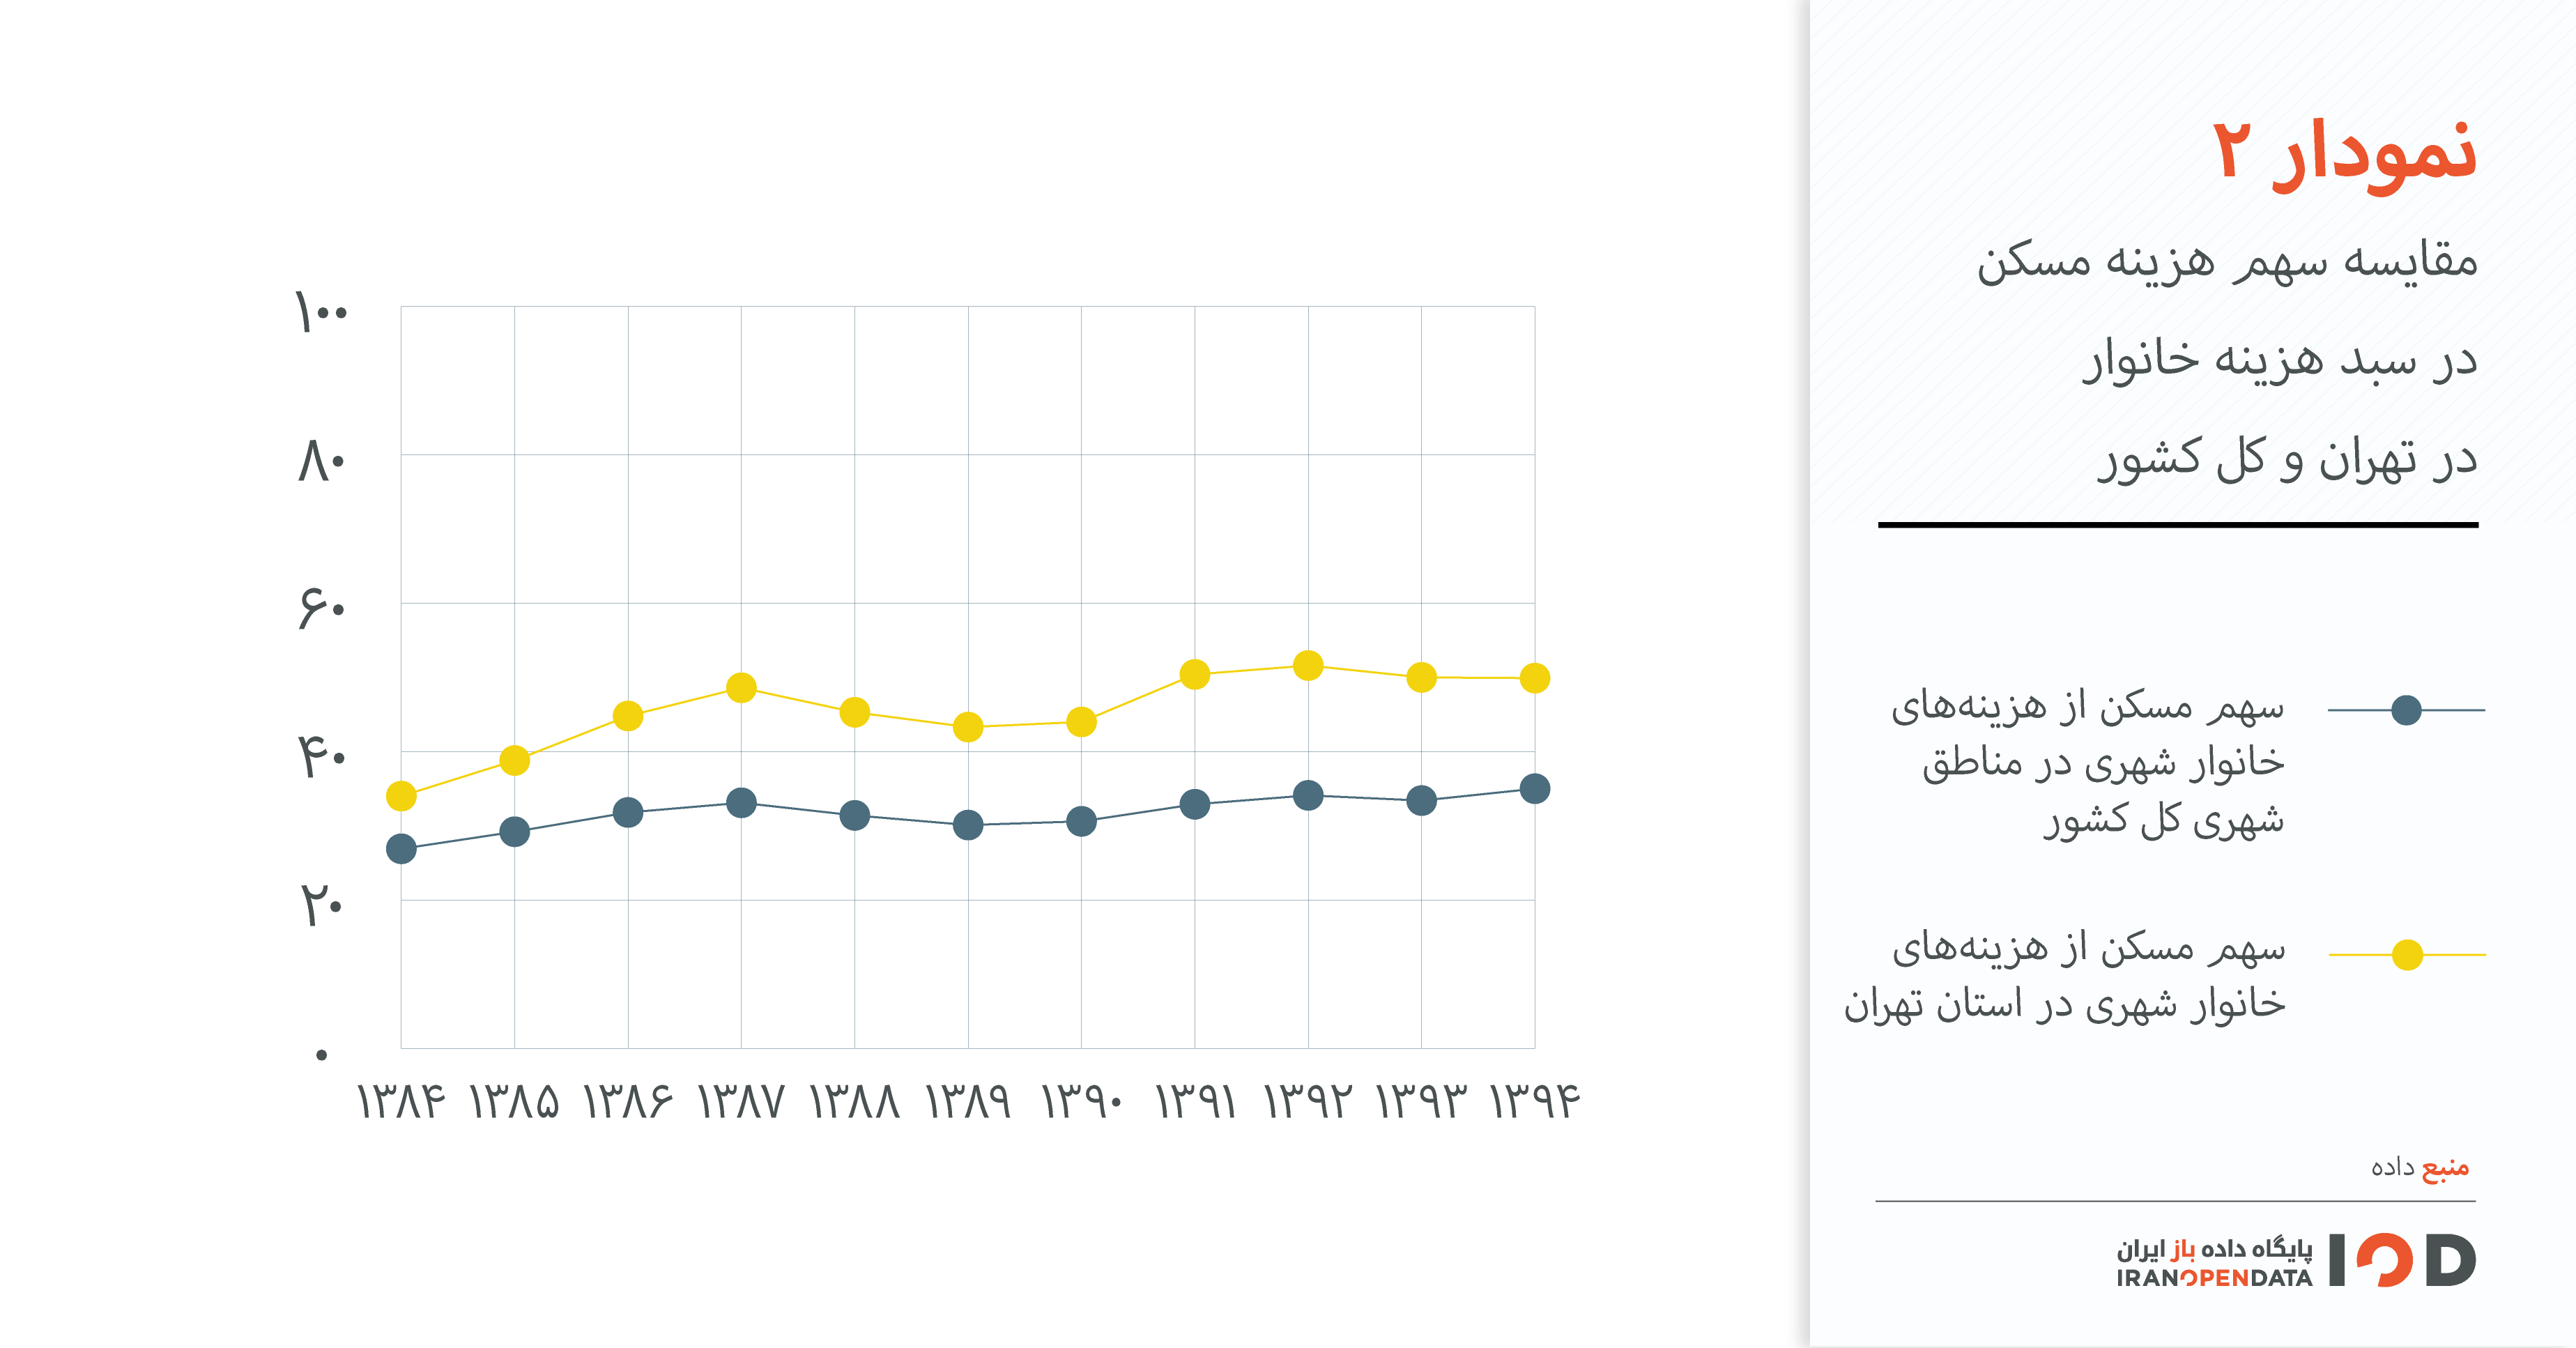 نمودار ۲
مقایسه سهم هزینه مسکن
در سبد هزینه خانوار
در تهران و کل کشور
سهم مسکن از هزینه‌های
خانوار شهری در مناطق
شهری کل کشور
سهم مسکن از هزینه‌های
خانوار شهری در استان تهران
منبع داده
پایگاه داده باز ایران
IRANOPENDATA
IOD
۱۰۰
۸۰
۶۰
۴۰
۲۰
۰
۱۳۸۴ ۱۳۸۵ ۱۳۸۶ ۱۳۸۷ ۱۳۸۸ ۱۳۸۹ ۱۳۹۰ ۱۳۹۱ ۱۳۹۲ ۱۳۹۳ ۱۳۹۴